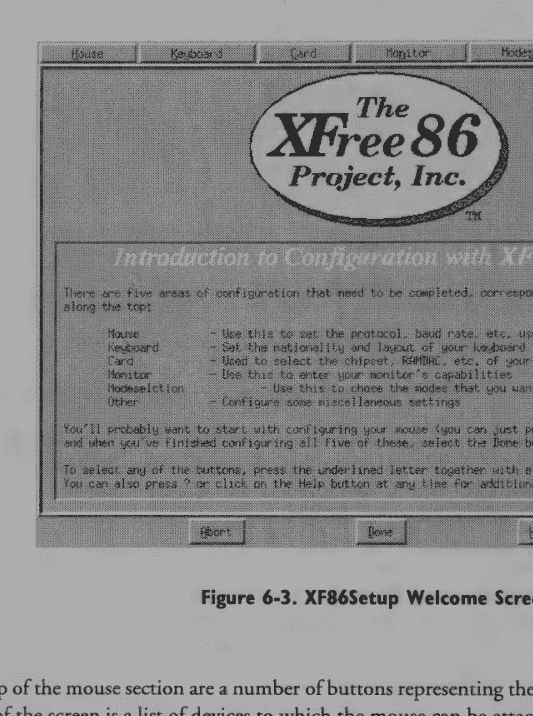 Mouse Keyboard Card Monitor Modes
The
XFree86
Project, Inc.
TM
Introduction to Configuration with XF
There are five areas of configuration that need to be completed, correspo
along the top:
Mouse - Use this to set the protocol, baud rate, etc. us
Keyboard - Set the nationality and layout of your keyboard
Card - Used to select the chipset, RAMDAC, etc. of your
Monitor - Use this to enter your monitor's capabilities
Modeselction - Use this to chose the modes that you wan
Other - Configure some miscellaneous settings
You'll probably want to start with configuring your mouse (you can just p
and when you've finished configuring all five of these, select the Done b
To select any of the buttons, press the underlined letter together with e
You can also press ? or click on the Help button at any time for addition
Abort Done
Figure 6-3. XF86Setup Welcome Scre
p of the mouse section are a number of buttons representing the
of the screen is a list of devices to which the mouse can be attac